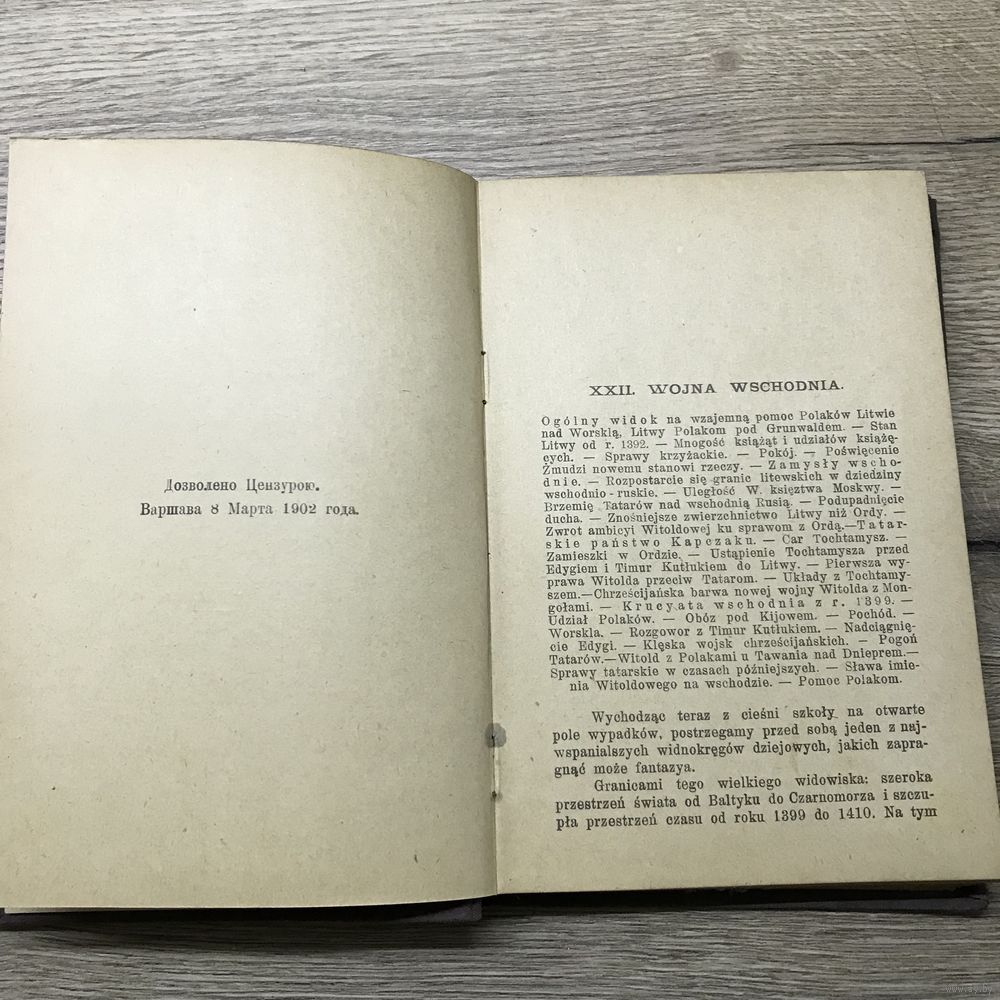 Дозволено Цензурою.
Варшава 8 Марта 1902 года.
XXII. WOJNA WSCHODNIA.
Ogólny widok na wzajemną pomoc Polaków Litwie
nad Worsklą, Litwy Polakom pod Grunwaldem. — Stan
Litwy od r. 1392. — Mnogość książąt i udziałów książę-
cych. — Sprawy krzyżackie. — Pokój. — Poświęcenie
Żmudzi nowemu stanowi rzeczy. — Zamysły wscho-
dnie. — Rozpostarcie się granic litewskich w dziedziny
wschodnio-ruskie. — Uległość W. księztwa Moskwy. —
Brzemię Tatarów nad wschodnią Rusią. — Podupadnięcie
ducha. — Znośniejsze zwierzchnictwo Litwy niż Ordy. —
Zwrot ambicyi Witoldowej ku sprawom z Ordą.—Tatar-
skie państwo Kapczaku. — Car Tochtamysz. —
Zamieszki w Ordzie. — Ustąpienie Tochtamysza przed
Edygiem i Timur Kutłukiem do Litwy. — Pierwsza wy-
prawa Witolda przeciw Tatarom. — Układy z Tochtamy-
szem.—Chrześcijańska barwa nowej wojny Witolda z Mon-
gołami. — Krucyata wschodnia z r. 1399. —
Udział Polaków. — Obóz pod Kijowem. — Pochód. —
Worskla. — Rozgowor z Timur Kutłukiem. — Nadciągnię-
cie Edygi. — Klęska wojsk chrześcijańskich. — Pogoń
Tatarów.—Witold z Polakami u Tawania nad Dnieprem.—
Sprawy tatarskie w czasach późniejszych. — Sława imie-
nia Witoldowego na wschodzie. — Pomoc Polakom.
Wychodząc teraz z cieśni szkoły na otwarte
pole wypadków, postrzegamy przed sobą jeden z naj-
wspanialszych widnokręgów dziejowych, jakich zapra-
gnąć może fantazya.
Granicami tego wielkiego widowiska: szeroka
przestrzeń świata od Baltyku do Czarnomorza i szczu-
pła przestrzeń czasu od roku 1399 do 1410. Na tym
www.ay.by